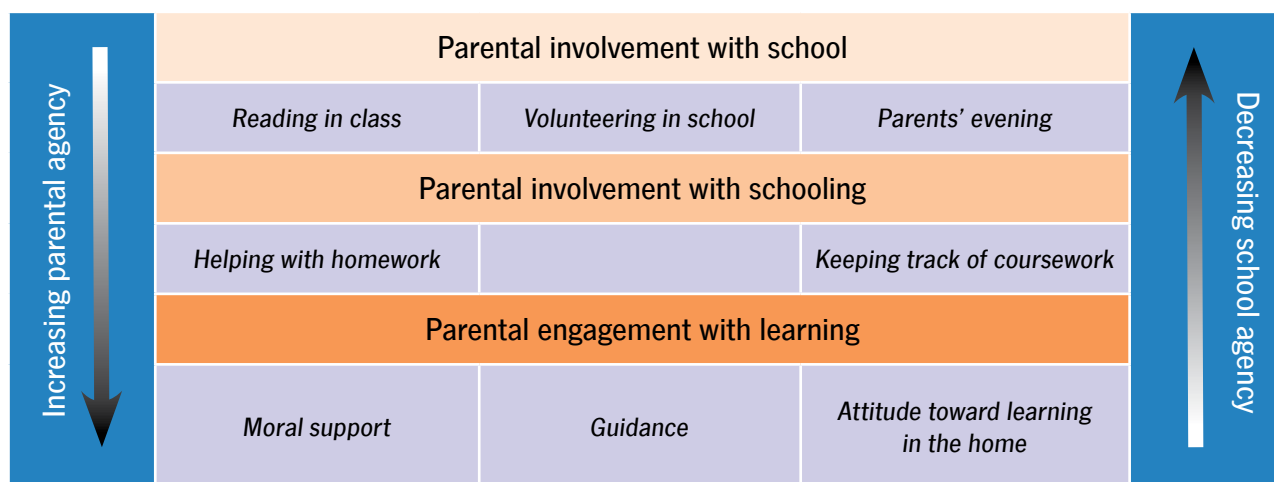 Increasing parental agency
Parental involvement with school
Reading in class
Volunteering in school
Parents’ evening
Parental involvement with schooling
Helping with homework
Keeping track of coursework
Parental engagement with learning
Moral support
Guidance
Attitude toward learning
in the home
Decreasing school agency